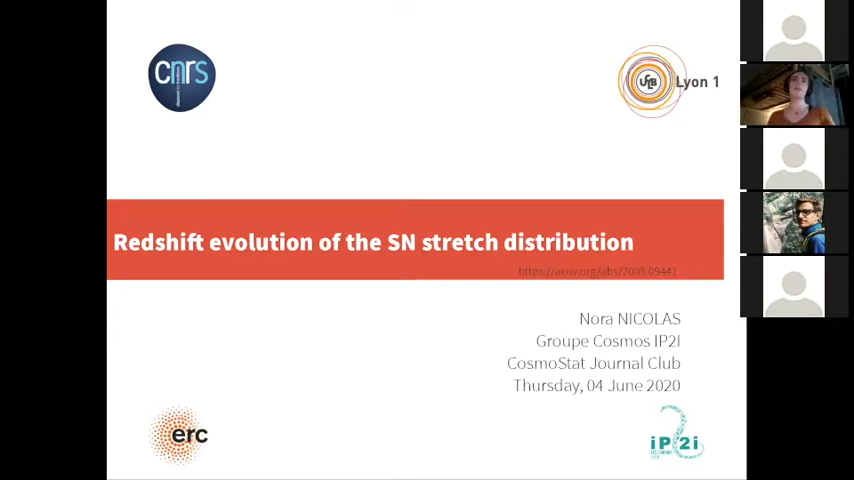 cnrs
UCB
Lyon 1
Redshift evolution of the SN stretch distribution
https://arxiv.org/abs/2005.09441
Nora NICOLAS
Groupe Cosmos IP2I
CosmoStat Journal Club
Thursday, 04 June 2020
erc
iP2i